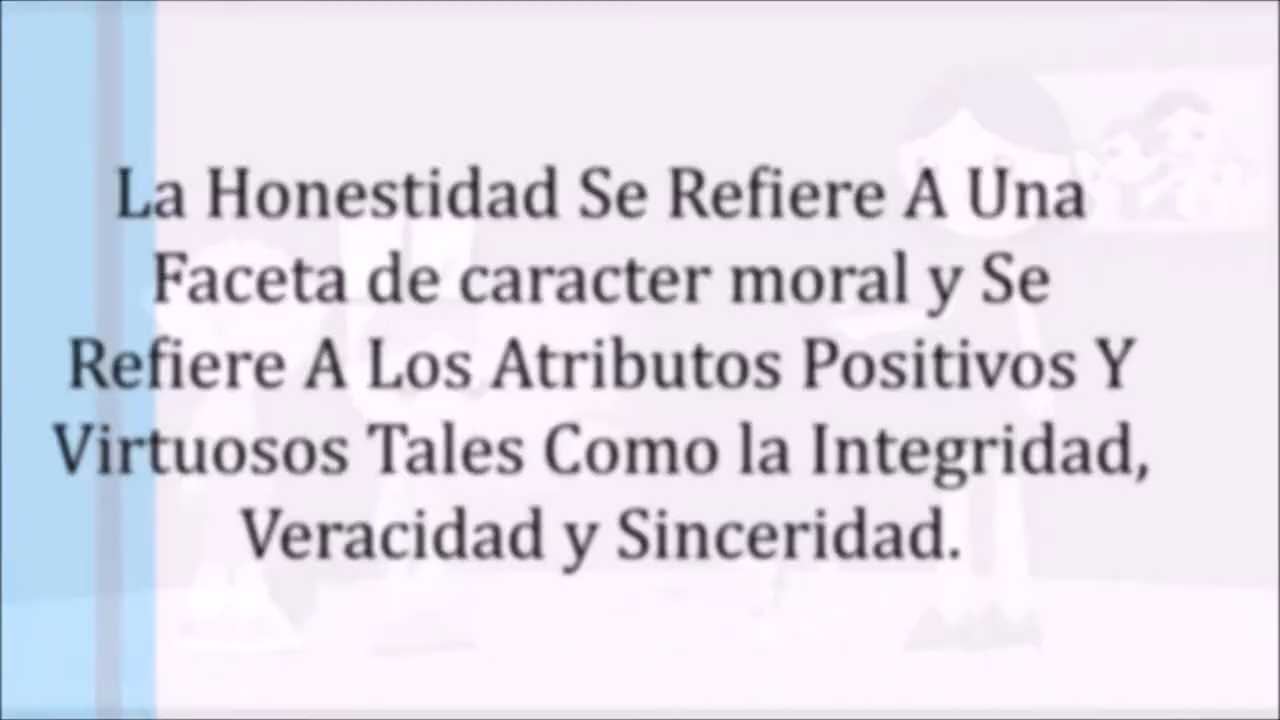 La Honestidad Se Refiere A Una
Faceta de caracter moral y Se
Refiere A Los Atributos Positivos Y
Virtuosos Tales Como la Integridad,
Veracidad y Sinceridad.